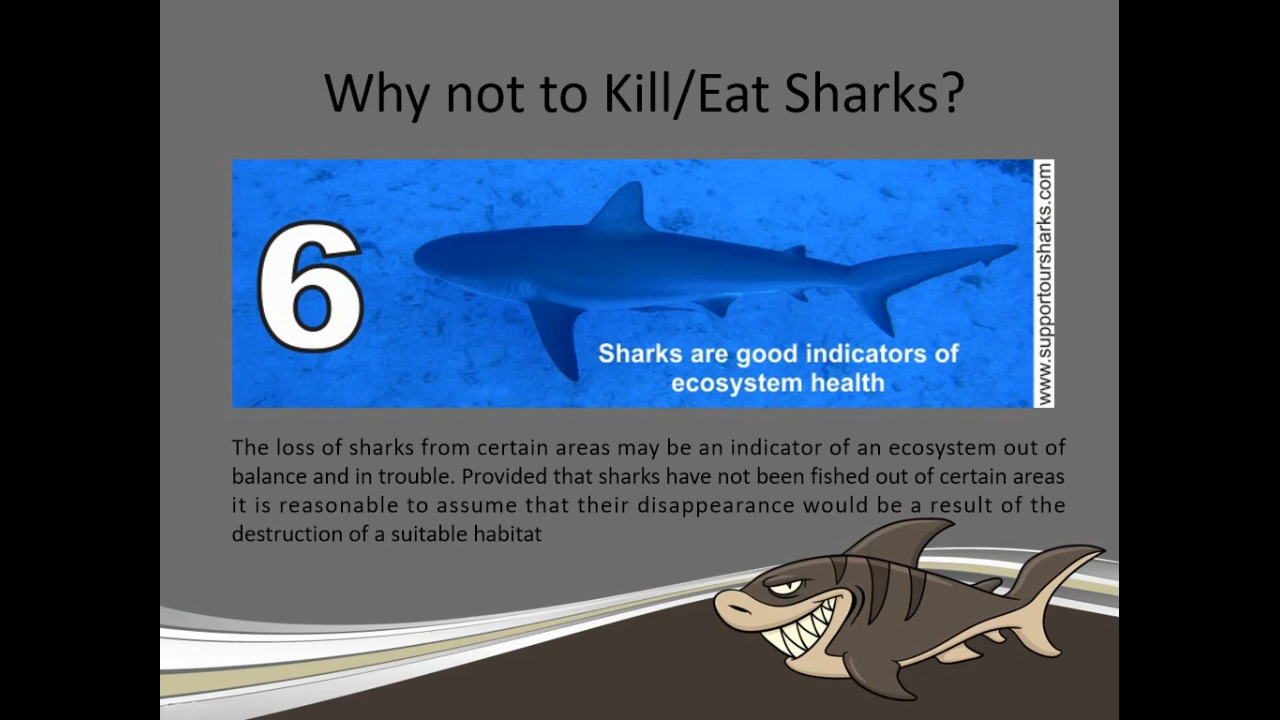 Why not to Kill/Eat Sharks?
6
Sharks are good indicators of
ecosystem health
www.supportoursharks.com
The loss of sharks from certain areas may be an indicator of an ecosystem out of
balance and in trouble. Provided that sharks have not been fished out of certain areas
it is reasonable to assume that their disappearance would be a result of the
destruction of a suitable habitat